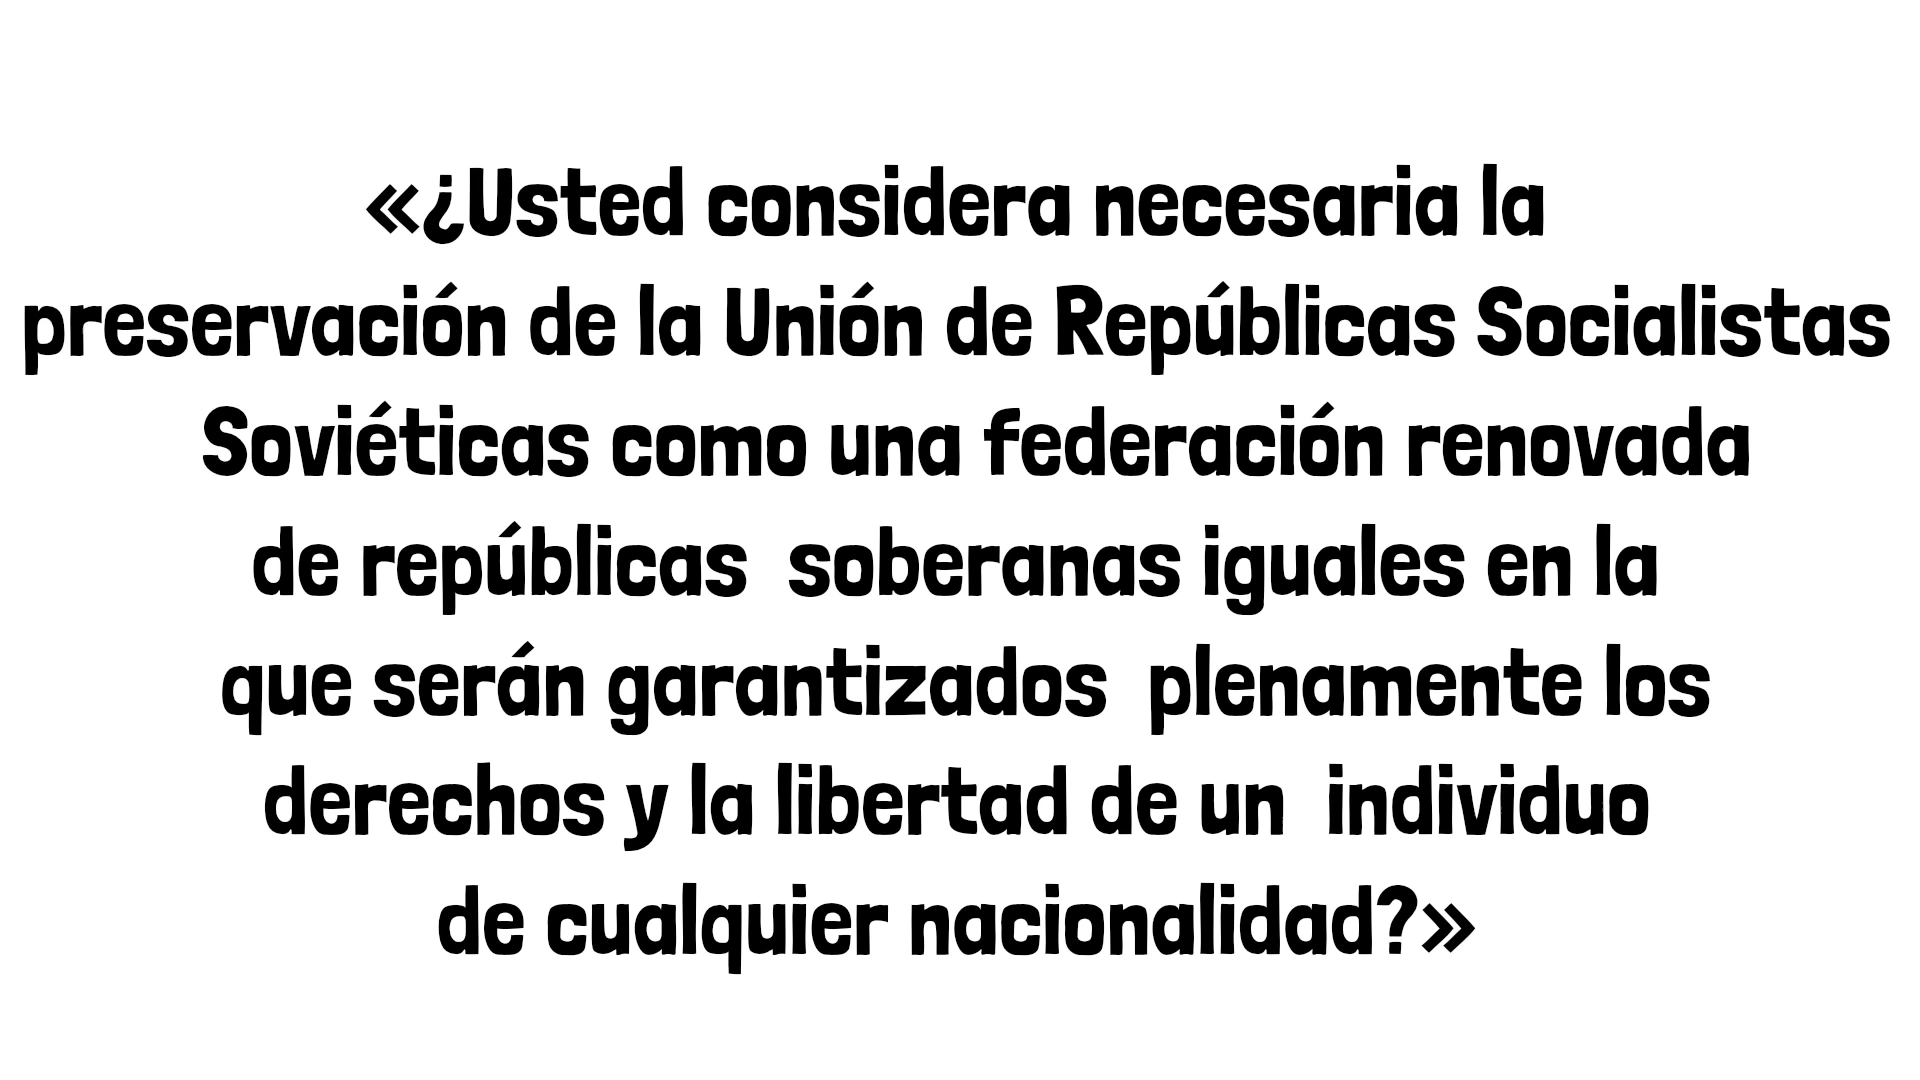 «¿Usted considera necesaria la
preservación de la Unión de Repúblicas Socialistas
Soviéticas como una federación renovada
de repúblicas  soberanas iguales en la
que serán garantizados  plenamente los
derechos y la libertad de un  individuo
de cualquier nacionalidad?»